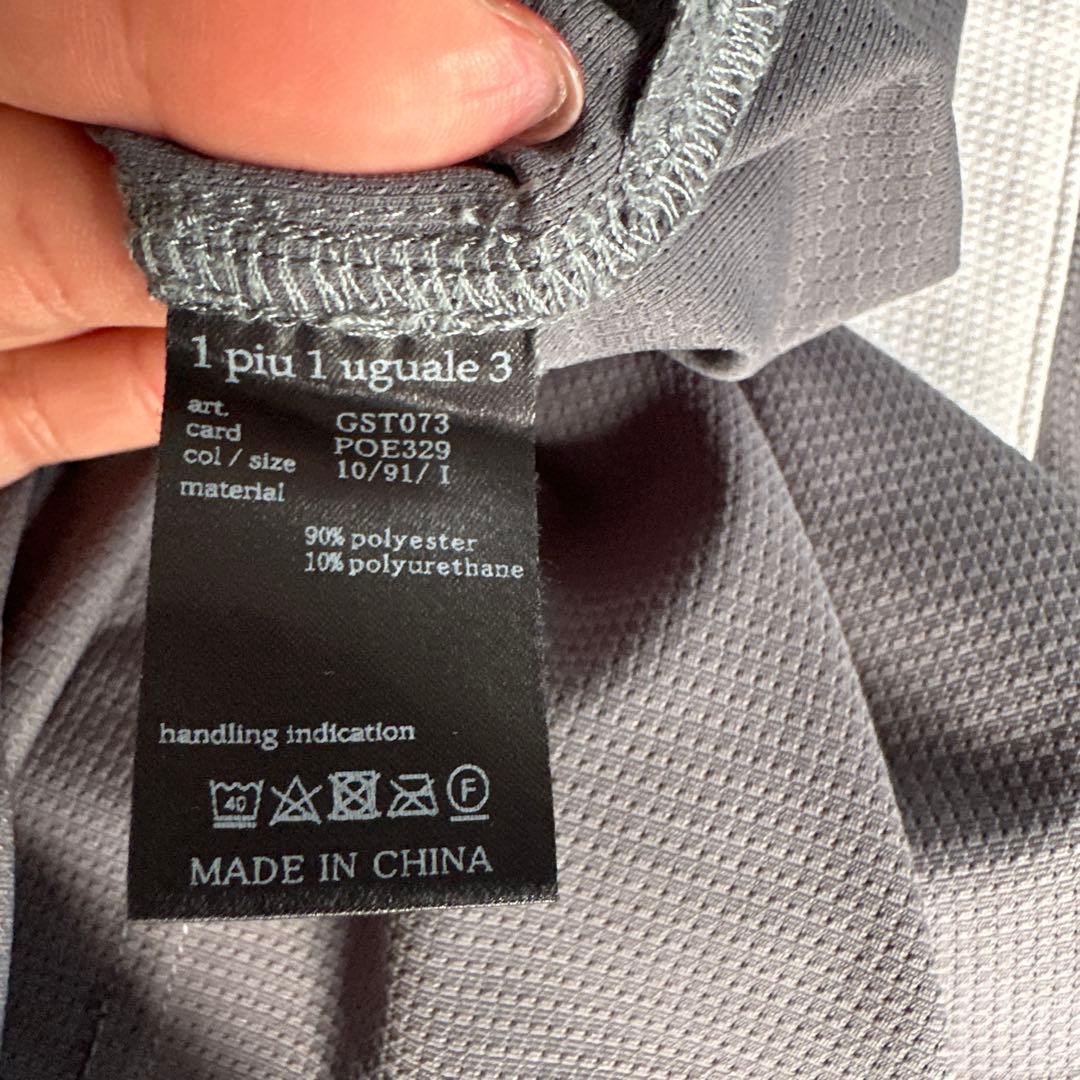 1 piu 1 uguale 3
art. GST073
card POE329
col / size 10/91/ I
material
90% polyester
10% polyurethane
handling indication
40 F
MADE IN CHINA